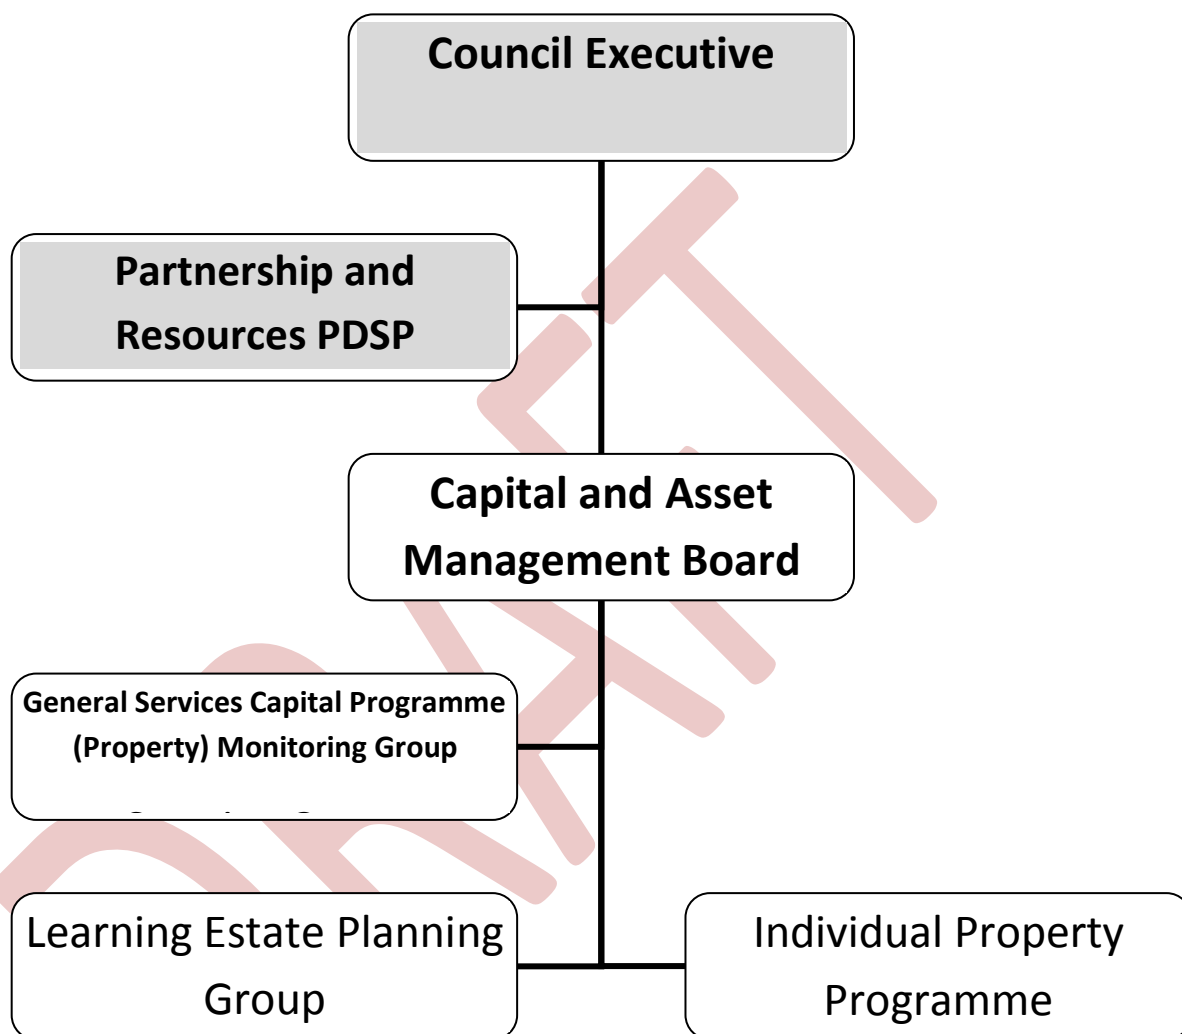 Council Executive
Partnership and
Resources PDSP
Capital and Asset
Management Board
General Services Capital Programme
(Property) Monitoring Group
Learning Estate Planning
Group
Individual Property
Programme
DRAFT